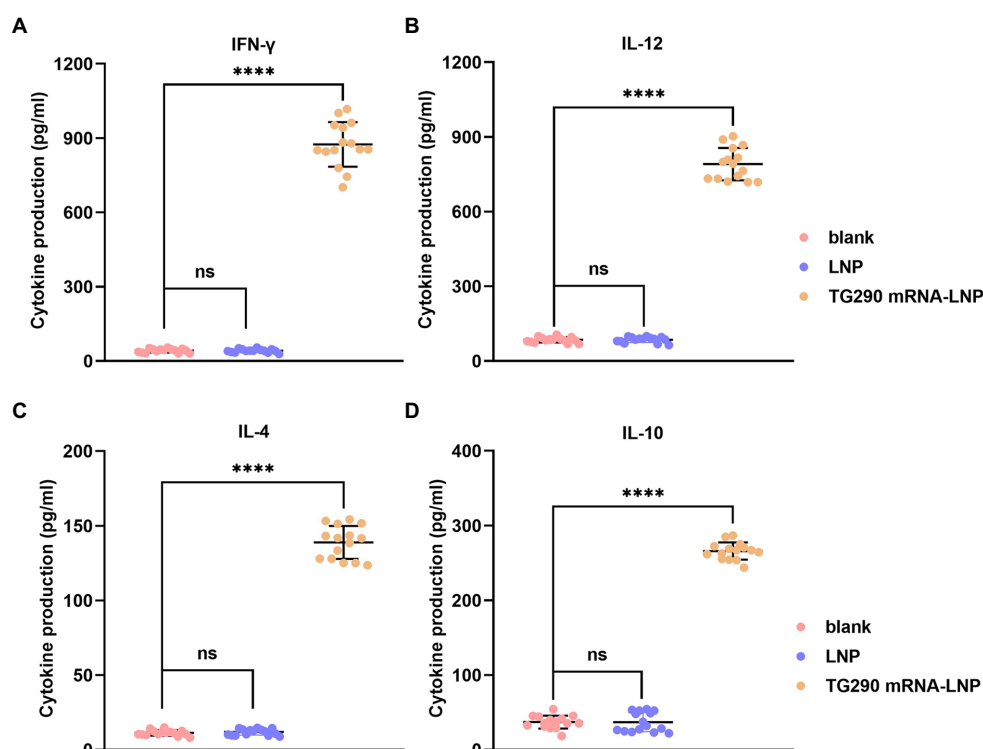 A
IFN-γ
Cytokine production (pg/ml)
1200
900
600
300
0
****
ns
B
IL-12
Cytokine production (pg/ml)
1200
900
600
300
0
****
ns
blank
LNP
TG290 mRNA-LNP
C
IL-4
Cytokine production (pg/ml)
200
150
100
50
0
****
ns
D
IL-10
Cytokine production (pg/ml)
400
300
200
100
0
****
ns
blank
LNP
TG290 mRNA-LNP